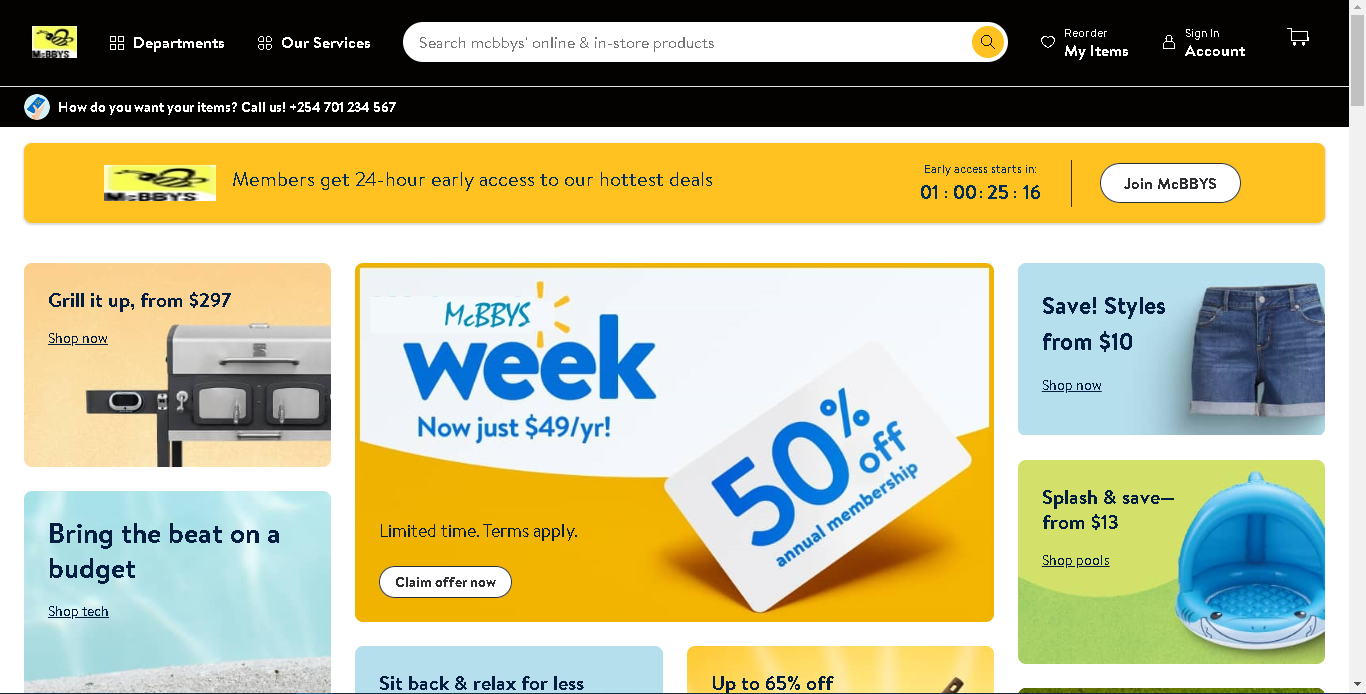 McBBYS
Departments
Our Services
Search mcbbys' online & in-store products
Reorder
My Items
Sign In
Account
How do you want your items? Call us! +254 701 234 567
McBBYS
Members get 24-hour early access to our hottest deals
Early access starts in:
01 : 00 : 25 : 16
Join McBBYS
Grill it up, from $297
Shop now
McBBYS
week
Now just $49/yr!
50% off
annual membership
Limited time. Terms apply.
Claim offer now
Save! Styles
from $10
Shop now
Bring the beat on a
budget
Shop tech
Splash & save—
from $13
Shop pools
Sit back & relax for less
Up to 65% off